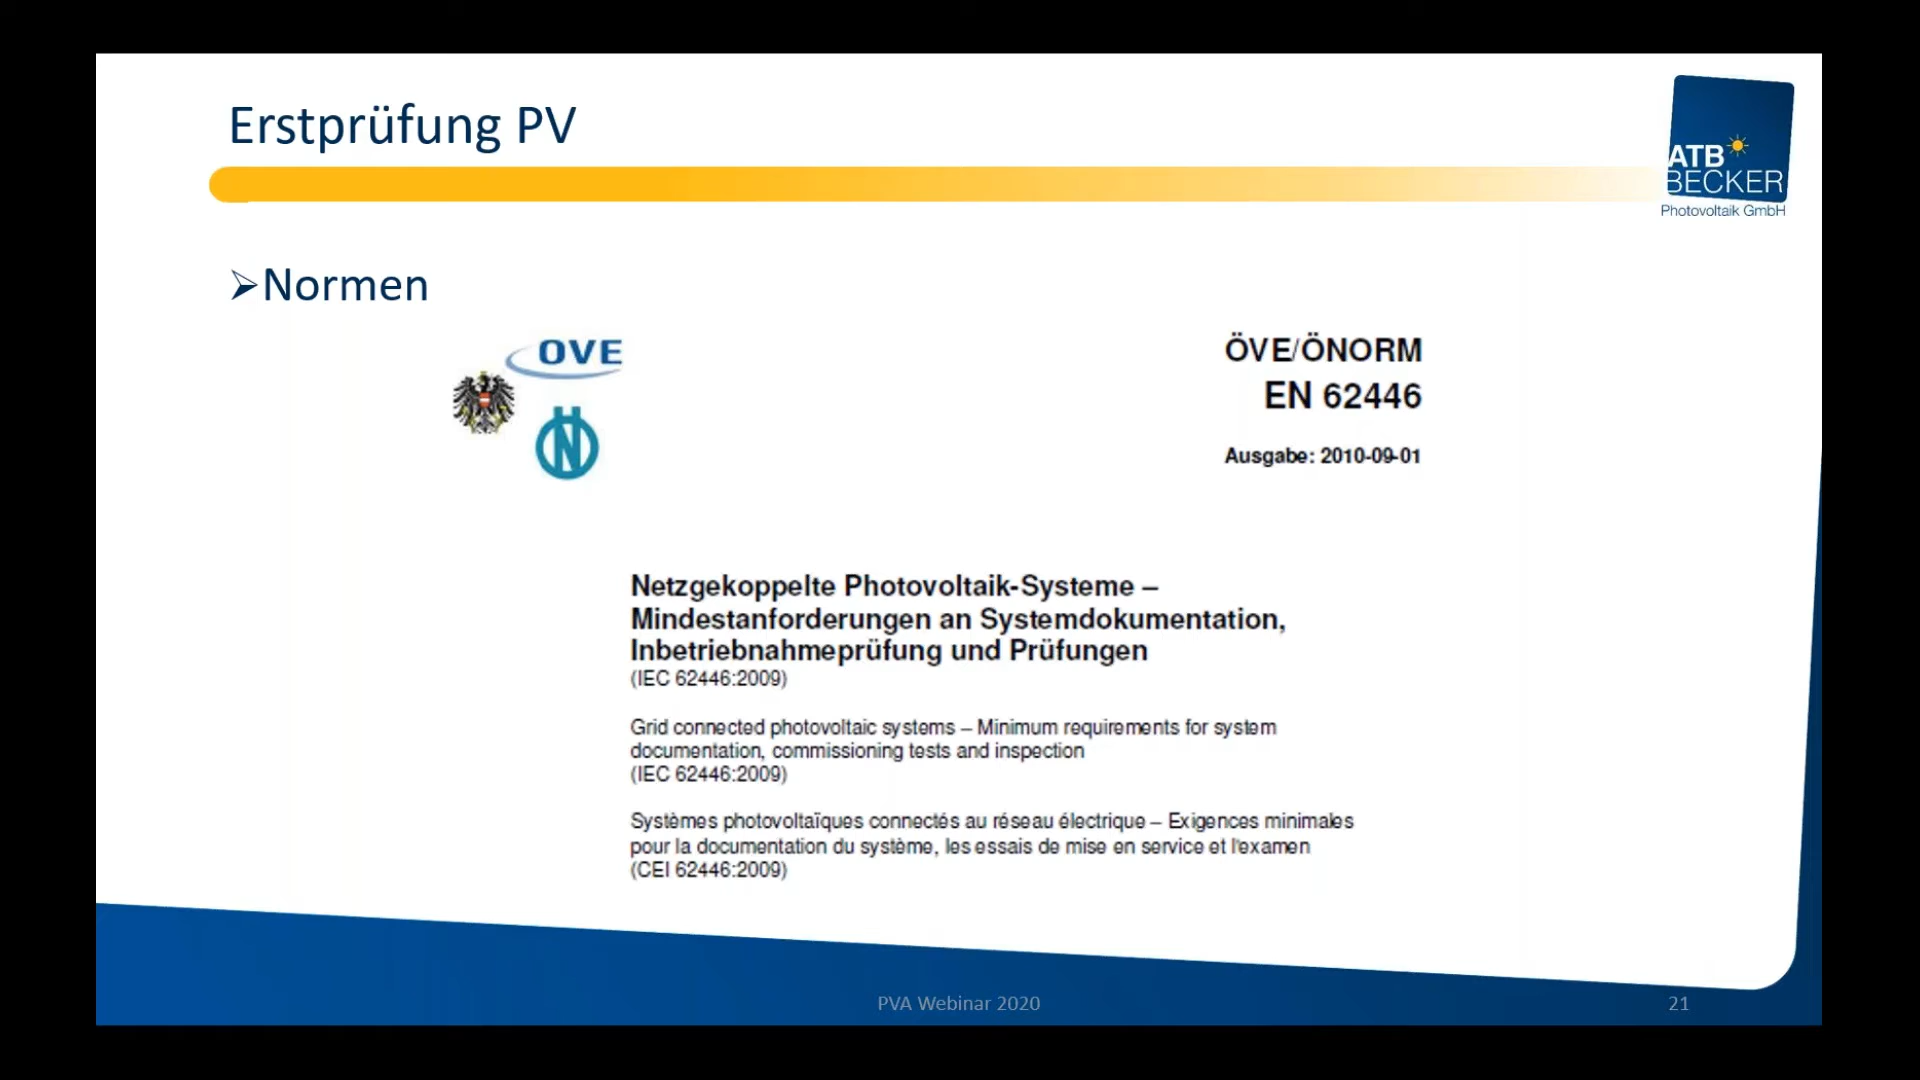 Erstprüfung PV
ATB
BECKER
Photovoltaik GmbH
➢Normen
OVE
N
ÖVE/ÖNORM
EN 62446
Ausgabe: 2010-09-01
Netzgekoppelte Photovoltaik-Systeme –
Mindestanforderungen an Systemdokumentation,
Inbetriebnahmeprüfung und Prüfungen
(IEC 62446:2009)
Grid connected photovoltaic systems – Minimum requirements for system
documentation, commissioning tests and inspection
(IEC 62446:2009)
Systèmes photovoltaïques connectés au réseau électrique – Exigences minimales
pour la documentation du système, les essais de mise en service et l'examen
(CEI 62446:2009)
PVA Webinar 2020
21